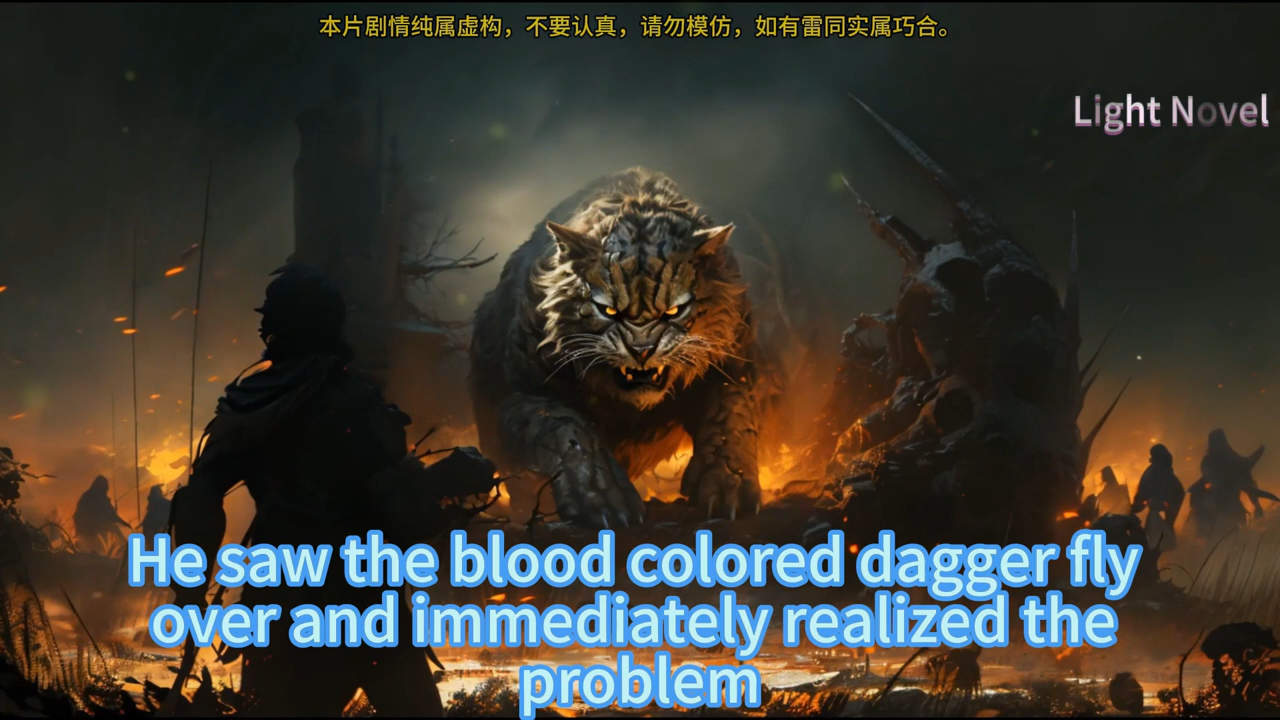 本片剧情纯属虚构，不要认真，请勿模仿，如有雷同实属巧合。
Light Novel
He saw the blood colored dagger fly
over and immediately realized the
problem